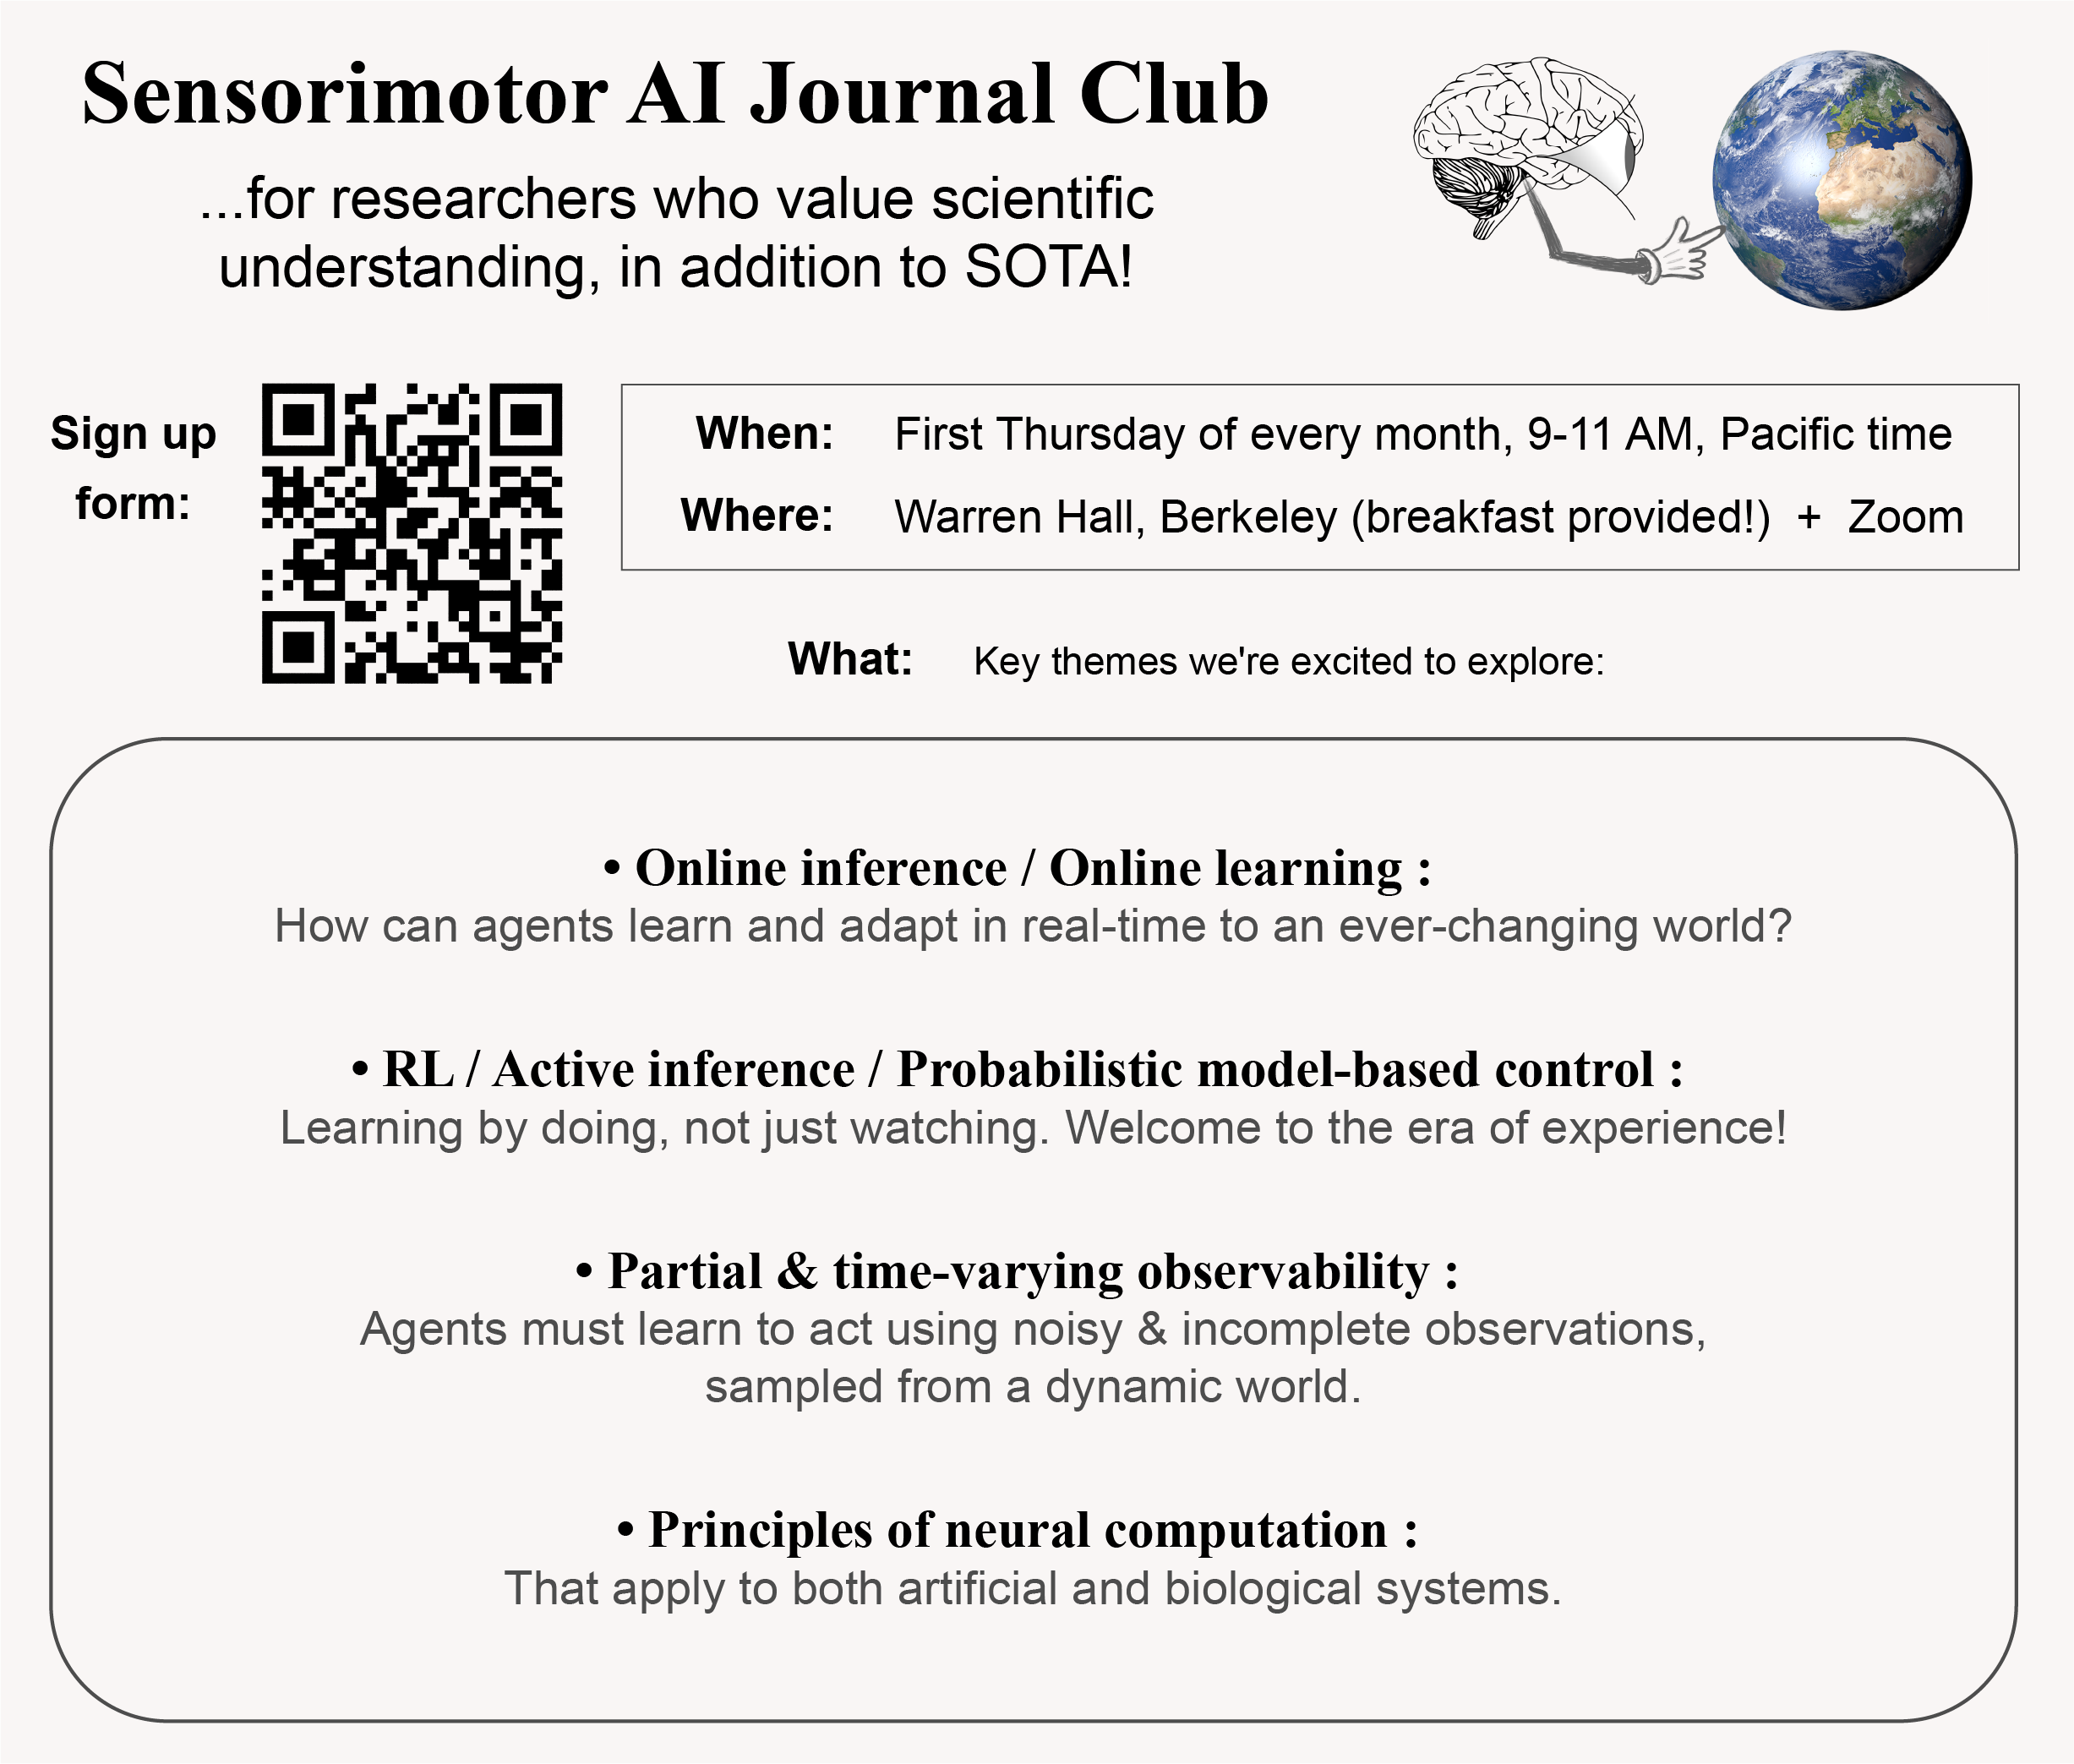 Sensorimotor AI Journal Club
...for researchers who value scientific
understanding, in addition to SOTA!
Sign up
form:
When: First Thursday of every month, 9-11 AM, Pacific time
Where: Warren Hall, Berkeley (breakfast provided!) + Zoom
What: Key themes we're excited to explore:
• Online inference / Online learning :
How can agents learn and adapt in real-time to an ever-changing world?
• RL / Active inference / Probabilistic model-based control :
Learning by doing, not just watching. Welcome to the era of experience!
• Partial & time-varying observability :
Agents must learn to act using noisy & incomplete observations,
sampled from a dynamic world.
• Principles of neural computation :
That apply to both artificial and biological systems.